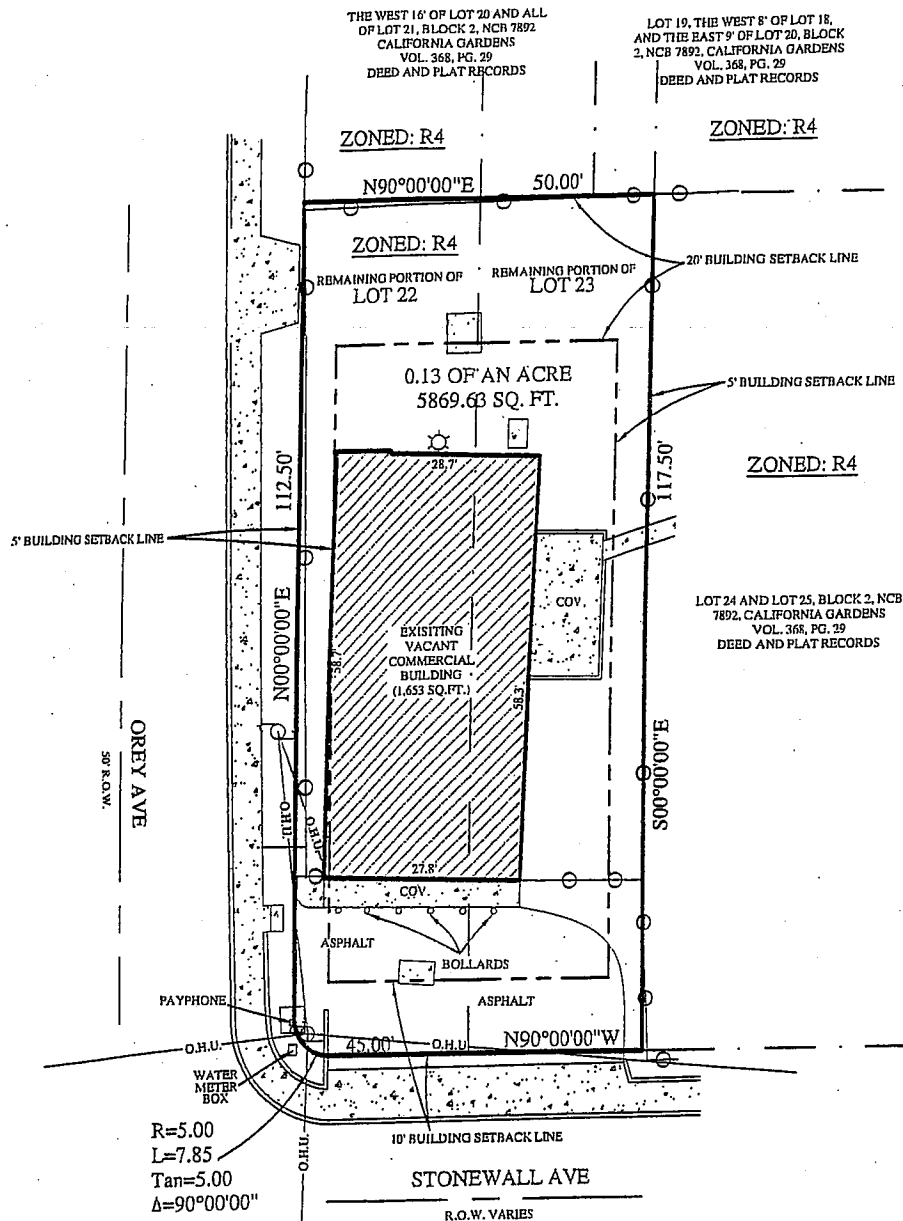 THE WEST 16' OF LOT 20 AND ALL
OF LOT 21, BLOCK 2, NCB 7892
CALIFORNIA GARDENS
VOL. 368, PG. 29
DEED AND PLAT RECORDS
LOT 19, THE WEST 8' OF LOT 18,
AND THE EAST 9' OF LOT 20, BLOCK
2, NCB 7892, CALIFORNIA GARDENS
VOL. 368, PG. 29
DEED AND PLAT RECORDS
ZONED: R4
ZONED: R4
N90°00'00"E
50.00'
ZONED: R4
REMAINING PORTION OF
LOT 22
REMAINING PORTION OF
LOT 23
20' BUILDING SETBACK LINE
0.13 OF AN ACRE
5869.63 SQ. FT.
5' BUILDING SETBACK LINE
28.7'
ZONED: R4
112.50'
117.50'
5' BUILDING SETBACK LINE
N00°00'00"E
COV.
LOT 24 AND LOT 25, BLOCK 2, NCB
7892, CALIFORNIA GARDENS
VOL. 368, PG. 29
DEED AND PLAT RECORDS
EXISITING
VACANT
COMMERCIAL
BUILDING
(1,653 SQ.FT.)
58.7'
58.3'
S00°00'00"E
OREY AVE
50' R.O.W.
O.H.U.
O.H.U.
27.8'
COV.
ASPHALT
BOLLARDS
PAYPHONE
ASPHALT
O.H.U.
45.00'
O.H.U
N90°00'00"W
WATER
METER
BOX
R=5.00
L=7.85
Tan=5.00
Δ=90°00'00"
O.H.U.
10' BUILDING SETBACK LINE
STONEWALL AVE
R.O.W. VARIES